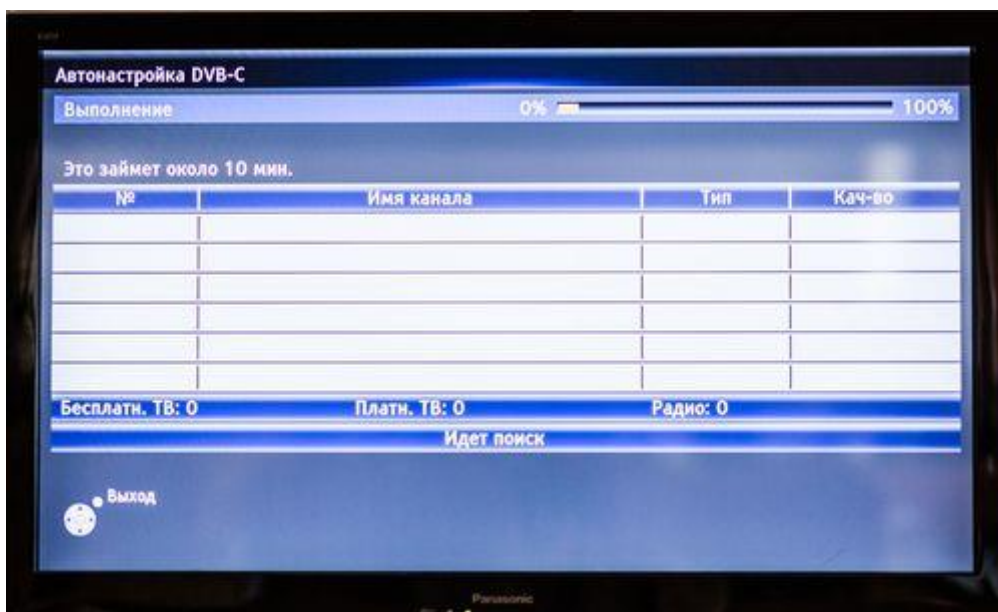 Автонастройка DVB-C
Выполнение 0% 100%
Это займет около 10 мин.
№ Имя канала Тип Кач-во
Бесплатн. ТВ: 0 Платн. ТВ: 0 Радио: 0
Идет поиск
Выход
Panasonic